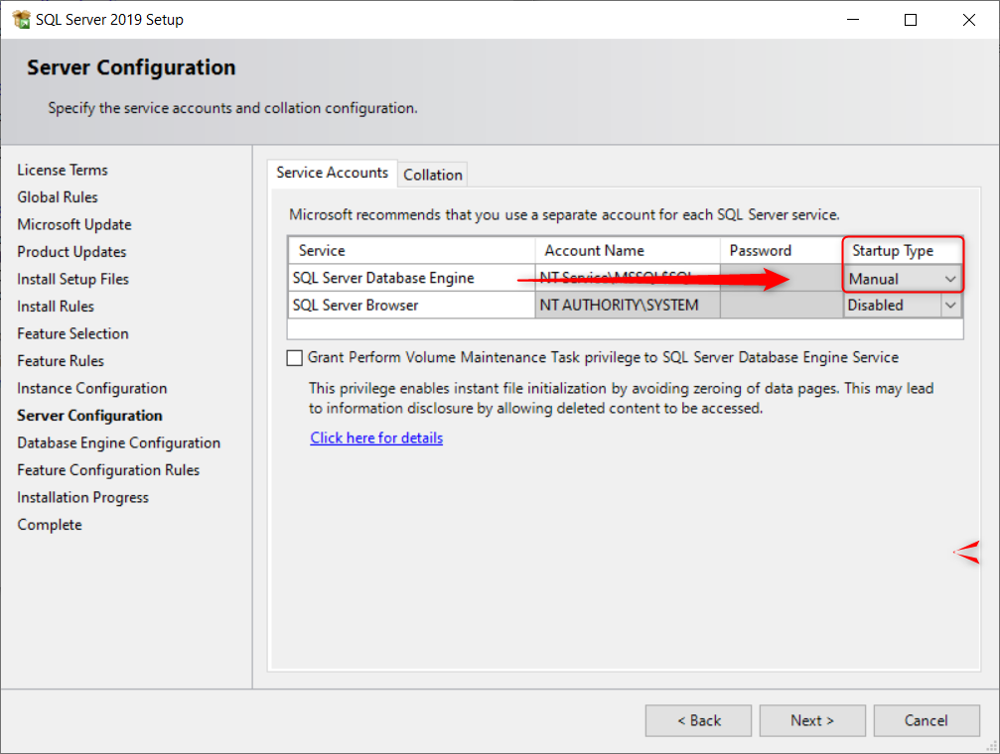 SQL Server 2019 Setup
Server Configuration
Specify the service accounts and collation configuration.
License Terms
Global Rules
Microsoft Update
Product Updates
Install Setup Files
Install Rules
Feature Selection
Feature Rules
Instance Configuration
Server Configuration
Database Engine Configuration
Feature Configuration Rules
Installation Progress
Complete
Service Accounts Collation
Microsoft recommends that you use a separate account for each SQL Server service.
Service Account Name Password Startup Type
SQL Server Database Engine NT Service\MSSQL$SQL... Manual
SQL Server Browser NT AUTHORITY\SYSTEM Disabled
Grant Perform Volume Maintenance Task privilege to SQL Server Database Engine Service
This privilege enables instant file initialization by avoiding zeroing of data pages. This may lead
to information disclosure by allowing deleted content to be accessed.
Click here for details
< Back Next > Cancel